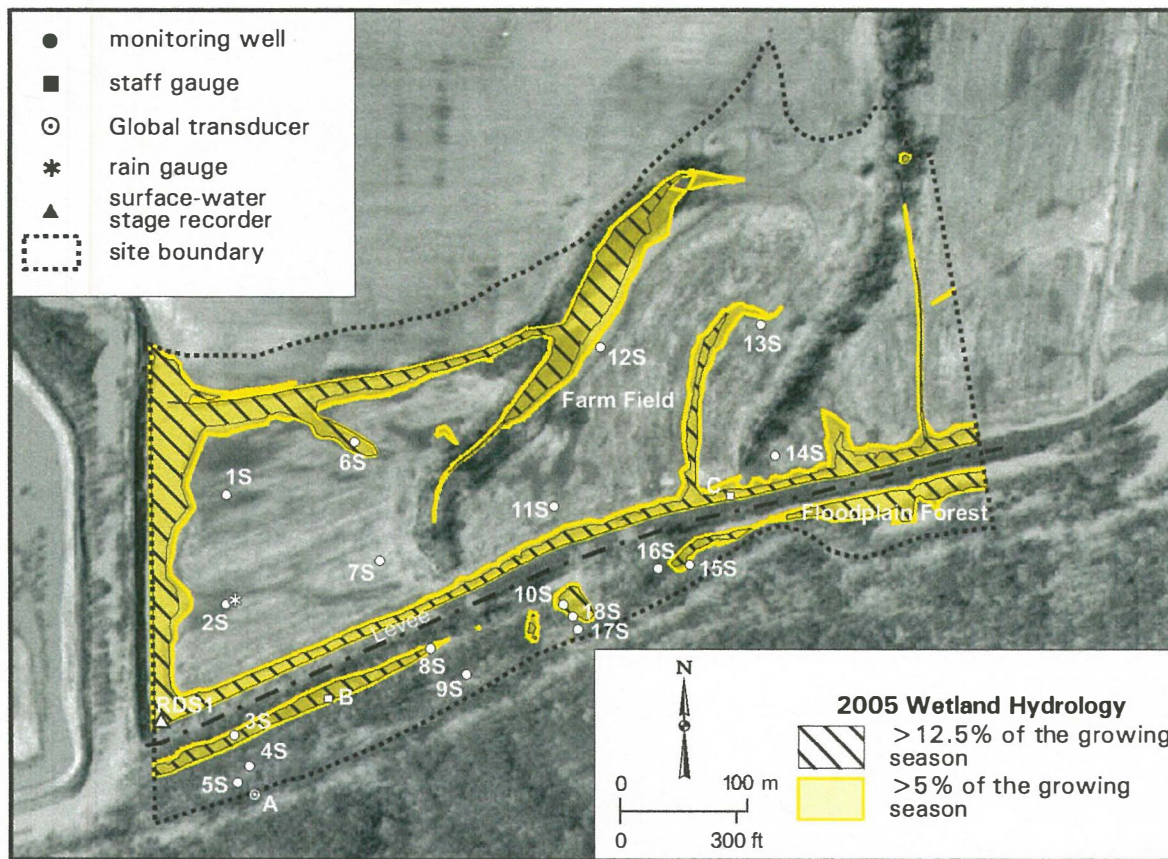 monitoring well
staff gauge
Global transducer
rain gauge
surface-water
stage recorder
site boundary
12S
13S
Farm Field
6S
1S
14S
C
11S
Floodplain Forest
7S
16S
15S
2S
10S
18S
17S
Levee
8S
9S
B
RDS1
3S
4S
5S
A
N
0 100 m
0 300 ft
2005 Wetland Hydrology
>12.5% of the growing
season
>5% of the growing
season